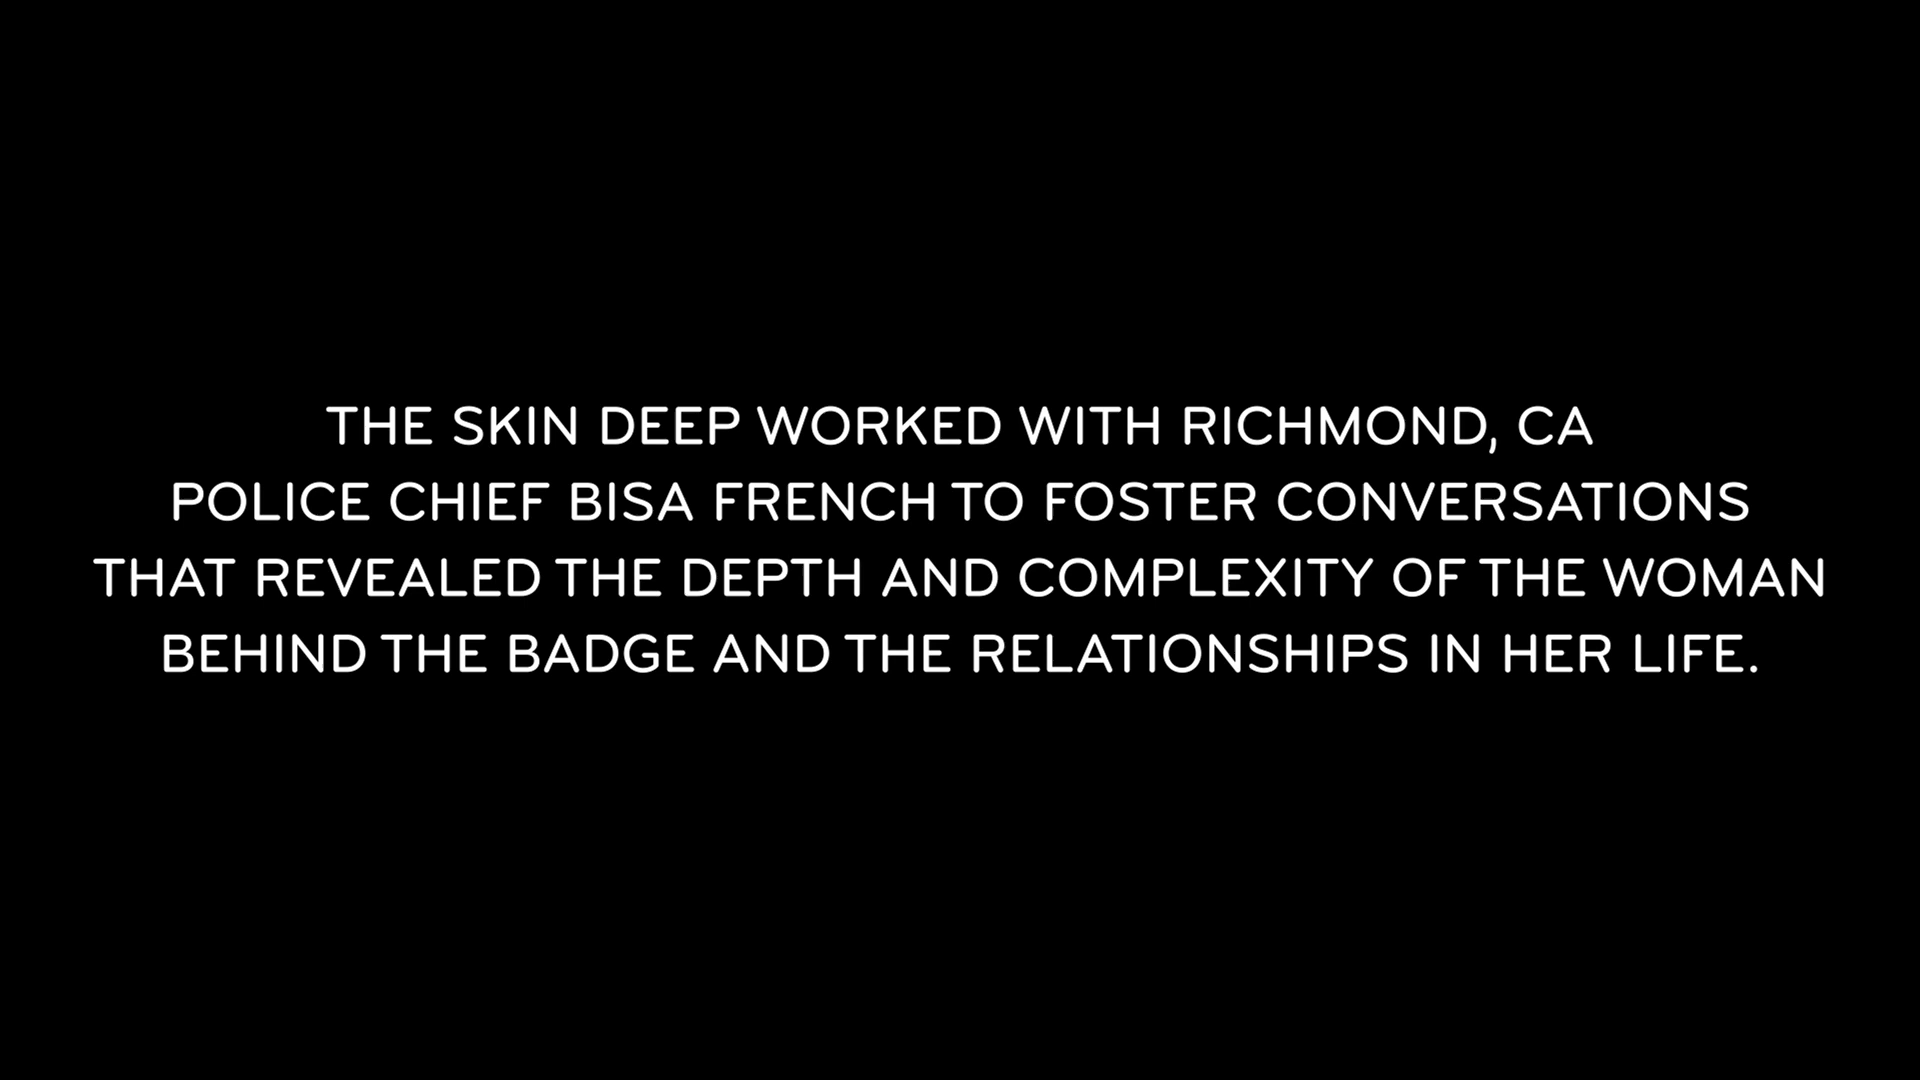 THE SKIN DEEP WORKED WITH RICHMOND, CA
POLICE CHIEF BISA FRENCH TO FOSTER CONVERSATIONS
THAT REVEALED THE DEPTH AND COMPLEXITY OF THE WOMAN
BEHIND THE BADGE AND THE RELATIONSHIPS IN HER LIFE.